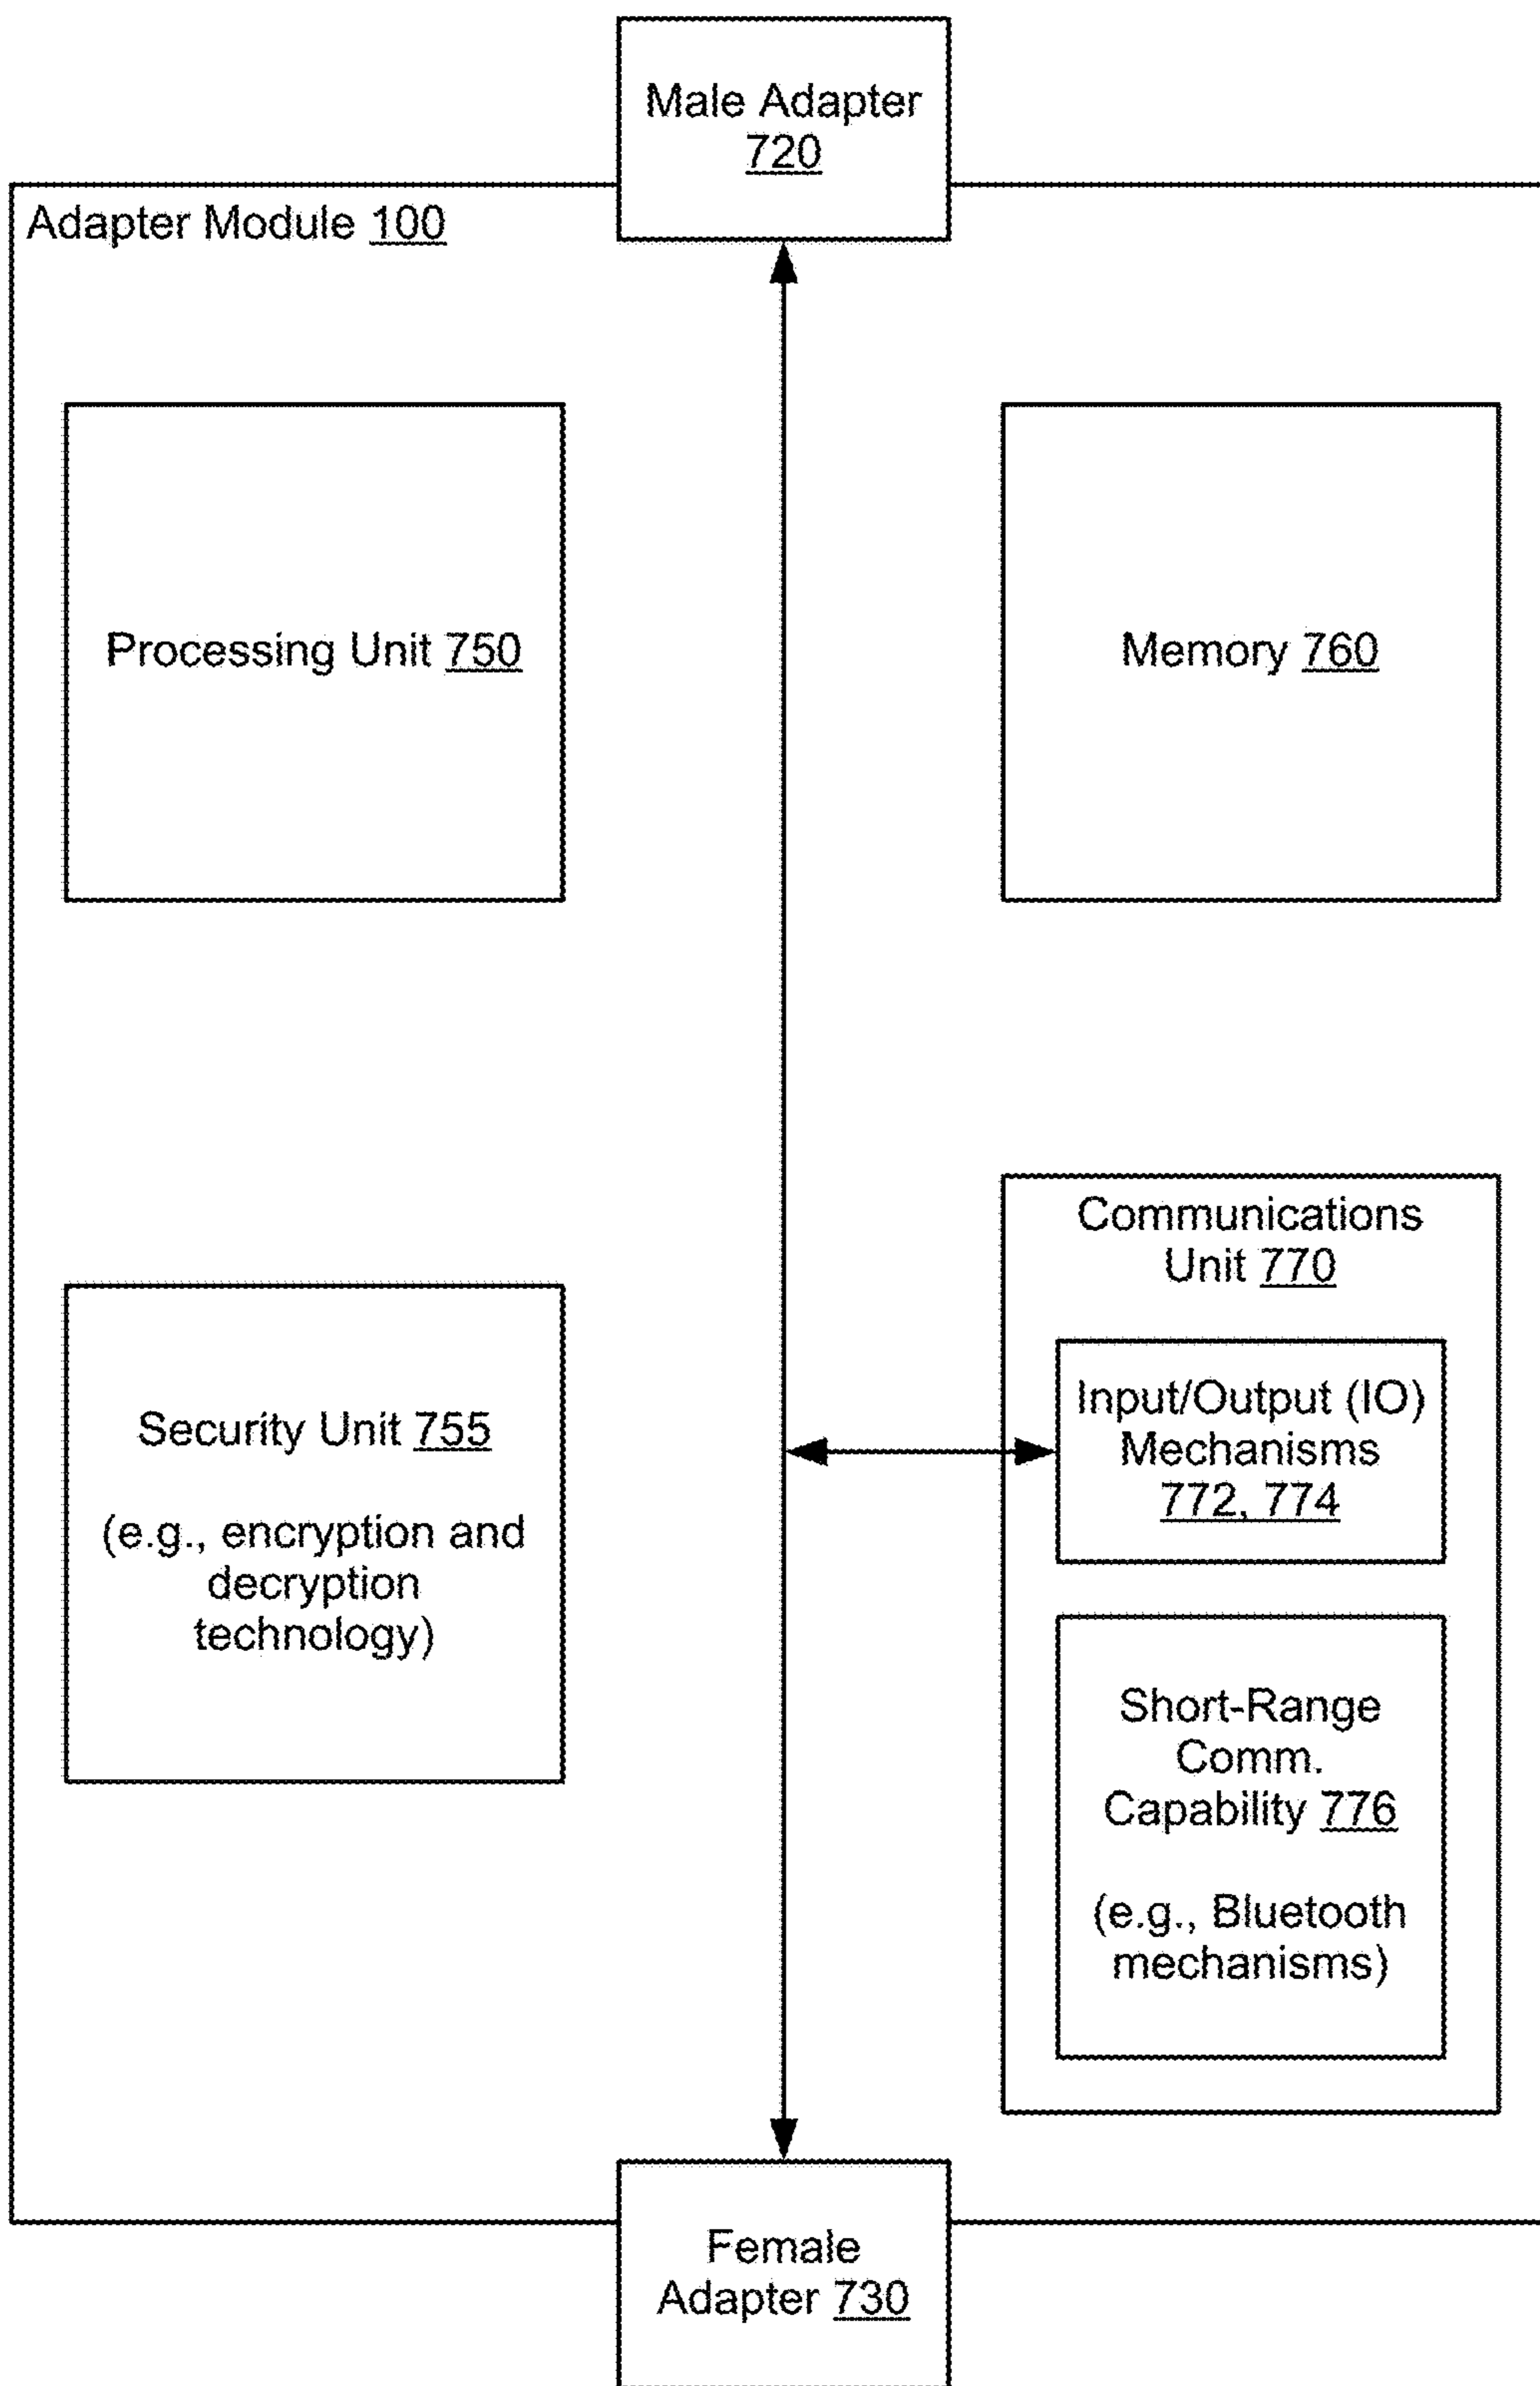 Male Adapter
720
Adapter Module 100
Processing Unit 750
Memory 760
Communications
Unit 770
Input/Output (IO)
Mechanisms
772, 774
Security Unit 755
(e.g., encryption and
decryption
technology)
Short-Range
Comm.
Capability 776
(e.g., Bluetooth
mechanisms)
Female
Adapter 730